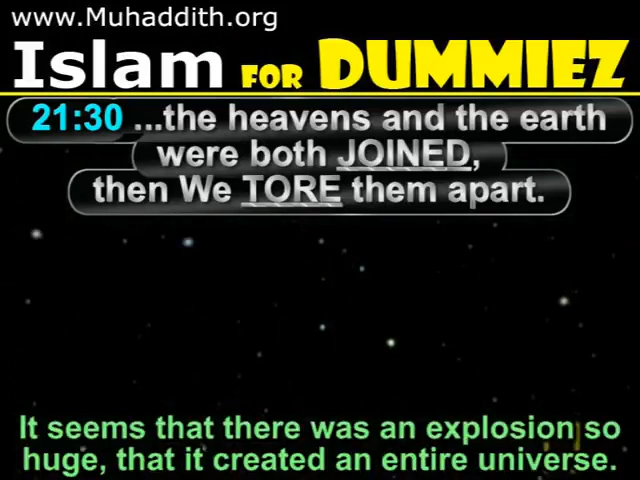 www.Muhaddith.org
Islam FOR DUMMIEZ
21:30 ...the heavens and the earth
were both JOINED,
then We TORE them apart.
It seems that there was an explosion so
huge, that it created an entire universe.